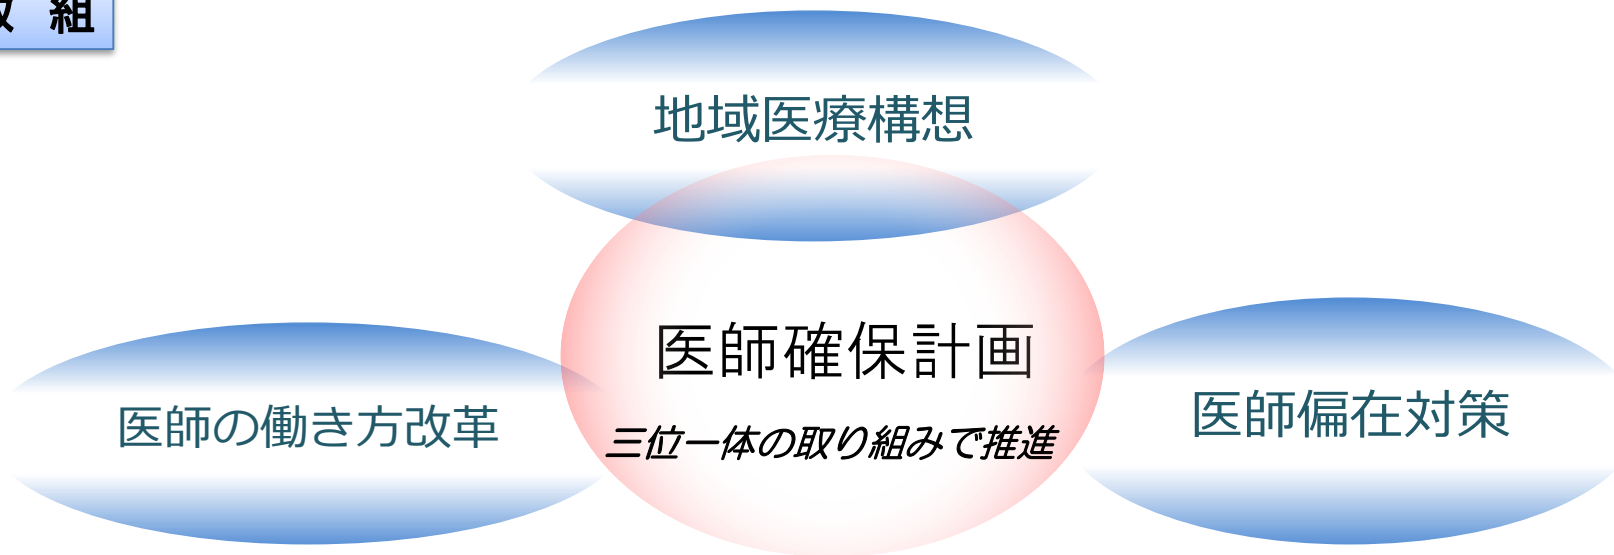 取 組
地域医療構想
医師確保計画
医師の働き方改革
三位一体の取り組みで推進
医師偏在対策